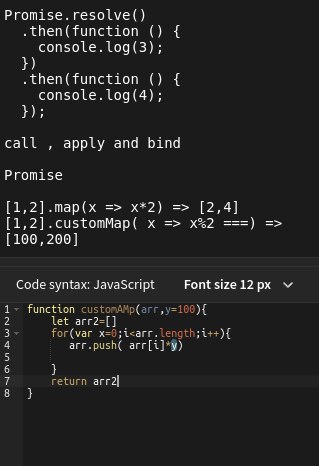 Promise.resolve()
  .then(function () {
    console.log(3);
  })
  .then(function () {
    console.log(4);
  });

call , apply and bind

Promise

[1,2].map(x => x*2) => [2,4]
[1,2].customMap( x => x%2 ===) =>
[100,200]
Code syntax: JavaScript Font size 12 px
1 function customAMp(arr,y=100){
2     let arr2=[]
3     for(var x=0;i<arr.length;i++){
4        arr.push( arr[i]*y)
5
6     }
7     return arr2
8 }